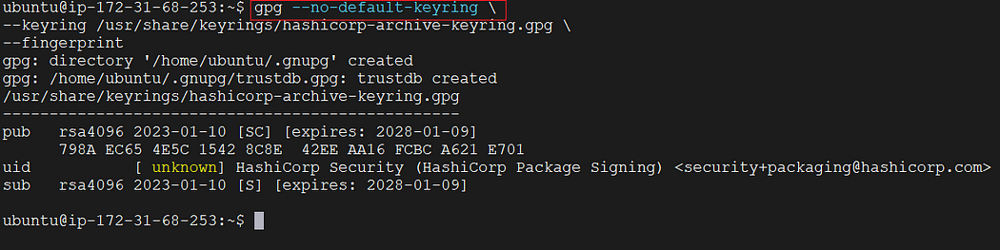 ubuntu@ip-172-31-68-253:~$ gpg --no-default-keyring \
--keyring /usr/share/keyrings/hashicorp-archive-keyring.gpg \
--fingerprint
gpg: directory '/home/ubuntu/.gnupg' created
gpg: /home/ubuntu/.gnupg/trustdb.gpg: trustdb created
/usr/share/keyrings/hashicorp-archive-keyring.gpg
-------------------------------------------------
pub   rsa4096 2023-01-10 [SC] [expires: 2028-01-09]
      798A EC65 4E5C 1542 8C8E  42EE AA16 FCBC A621 E701
uid           [ unknown] HashiCorp Security (HashiCorp Package Signing) <security+packaging@hashicorp.com>
sub   rsa4096 2023-01-10 [S] [expires: 2028-01-09]
ubuntu@ip-172-31-68-253:~$